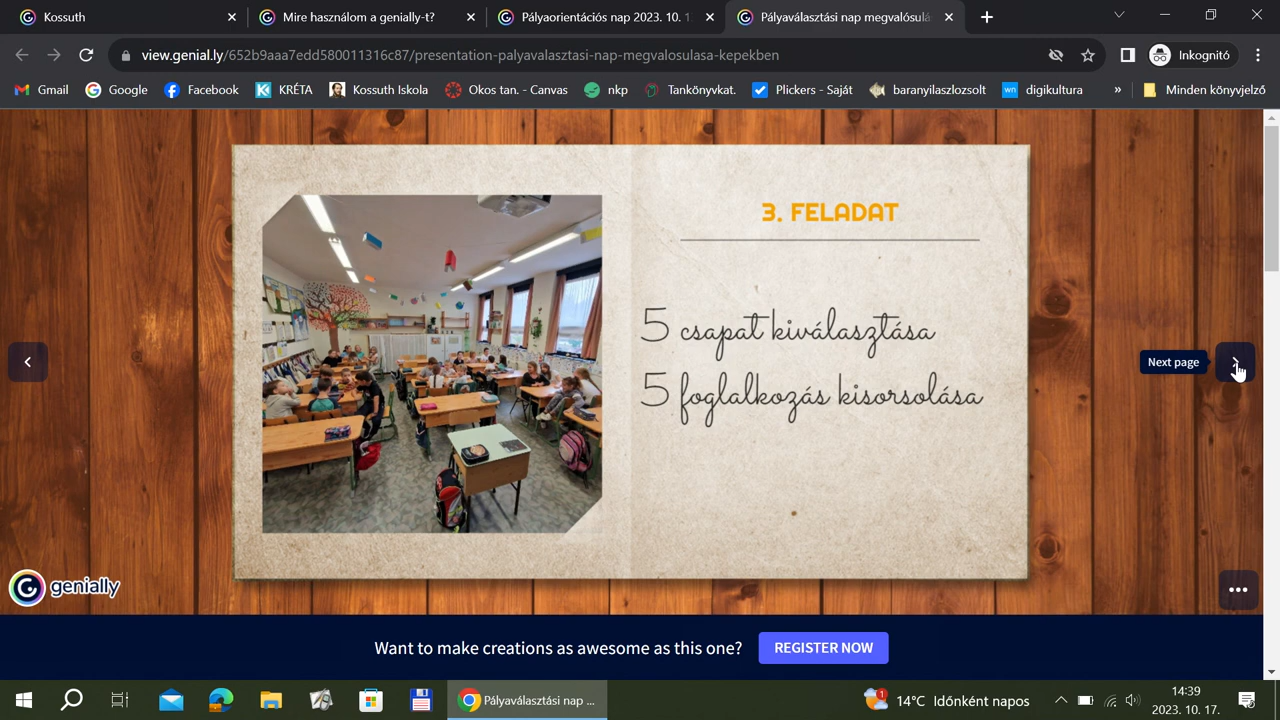 Kossuth
Mire használom a genially-t?
Pályaorientációs nap 2023. 10. 1
Pályaválasztási nap megvalósulá
view.genial.ly/652b9aaa7edd580011316c87/presentation-palyavalasztasi-nap-megvalosulasa-kepekben
Inkognitó
Gmail
Google
Facebook
KRÉTA
Kossuth Iskola
Okos tan. - Canvas
nkp
Tankönyvkat.
Plickers - Saját
baranyilaszlozsolt
wn digikultura
»
Minden könyvjelző
3. FELADAT
5 csapat kiválasztása
5 foglalkozás kisorsolása
Next page
genially
Want to make creations as awesome as this one?
REGISTER NOW
Pályaválasztási nap ...
1
14°C Időnként napos
14:39
2023. 10. 17.